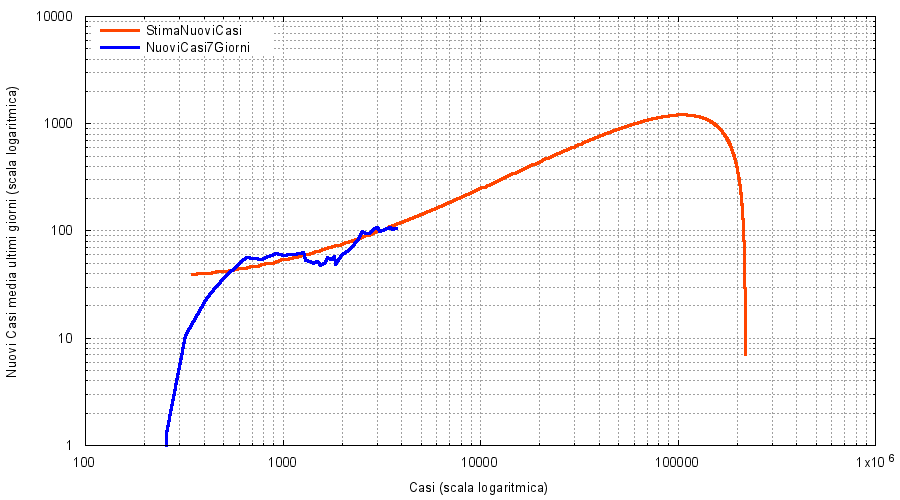 10000
StimaNuoviCasi
NuoviCasi7Giorni
1000
100
10
1
Nuovi Casi media ultimi giorni (scala logaritmica)
100 1000 10000 100000 1x10 6
Casi (scala logaritmica)